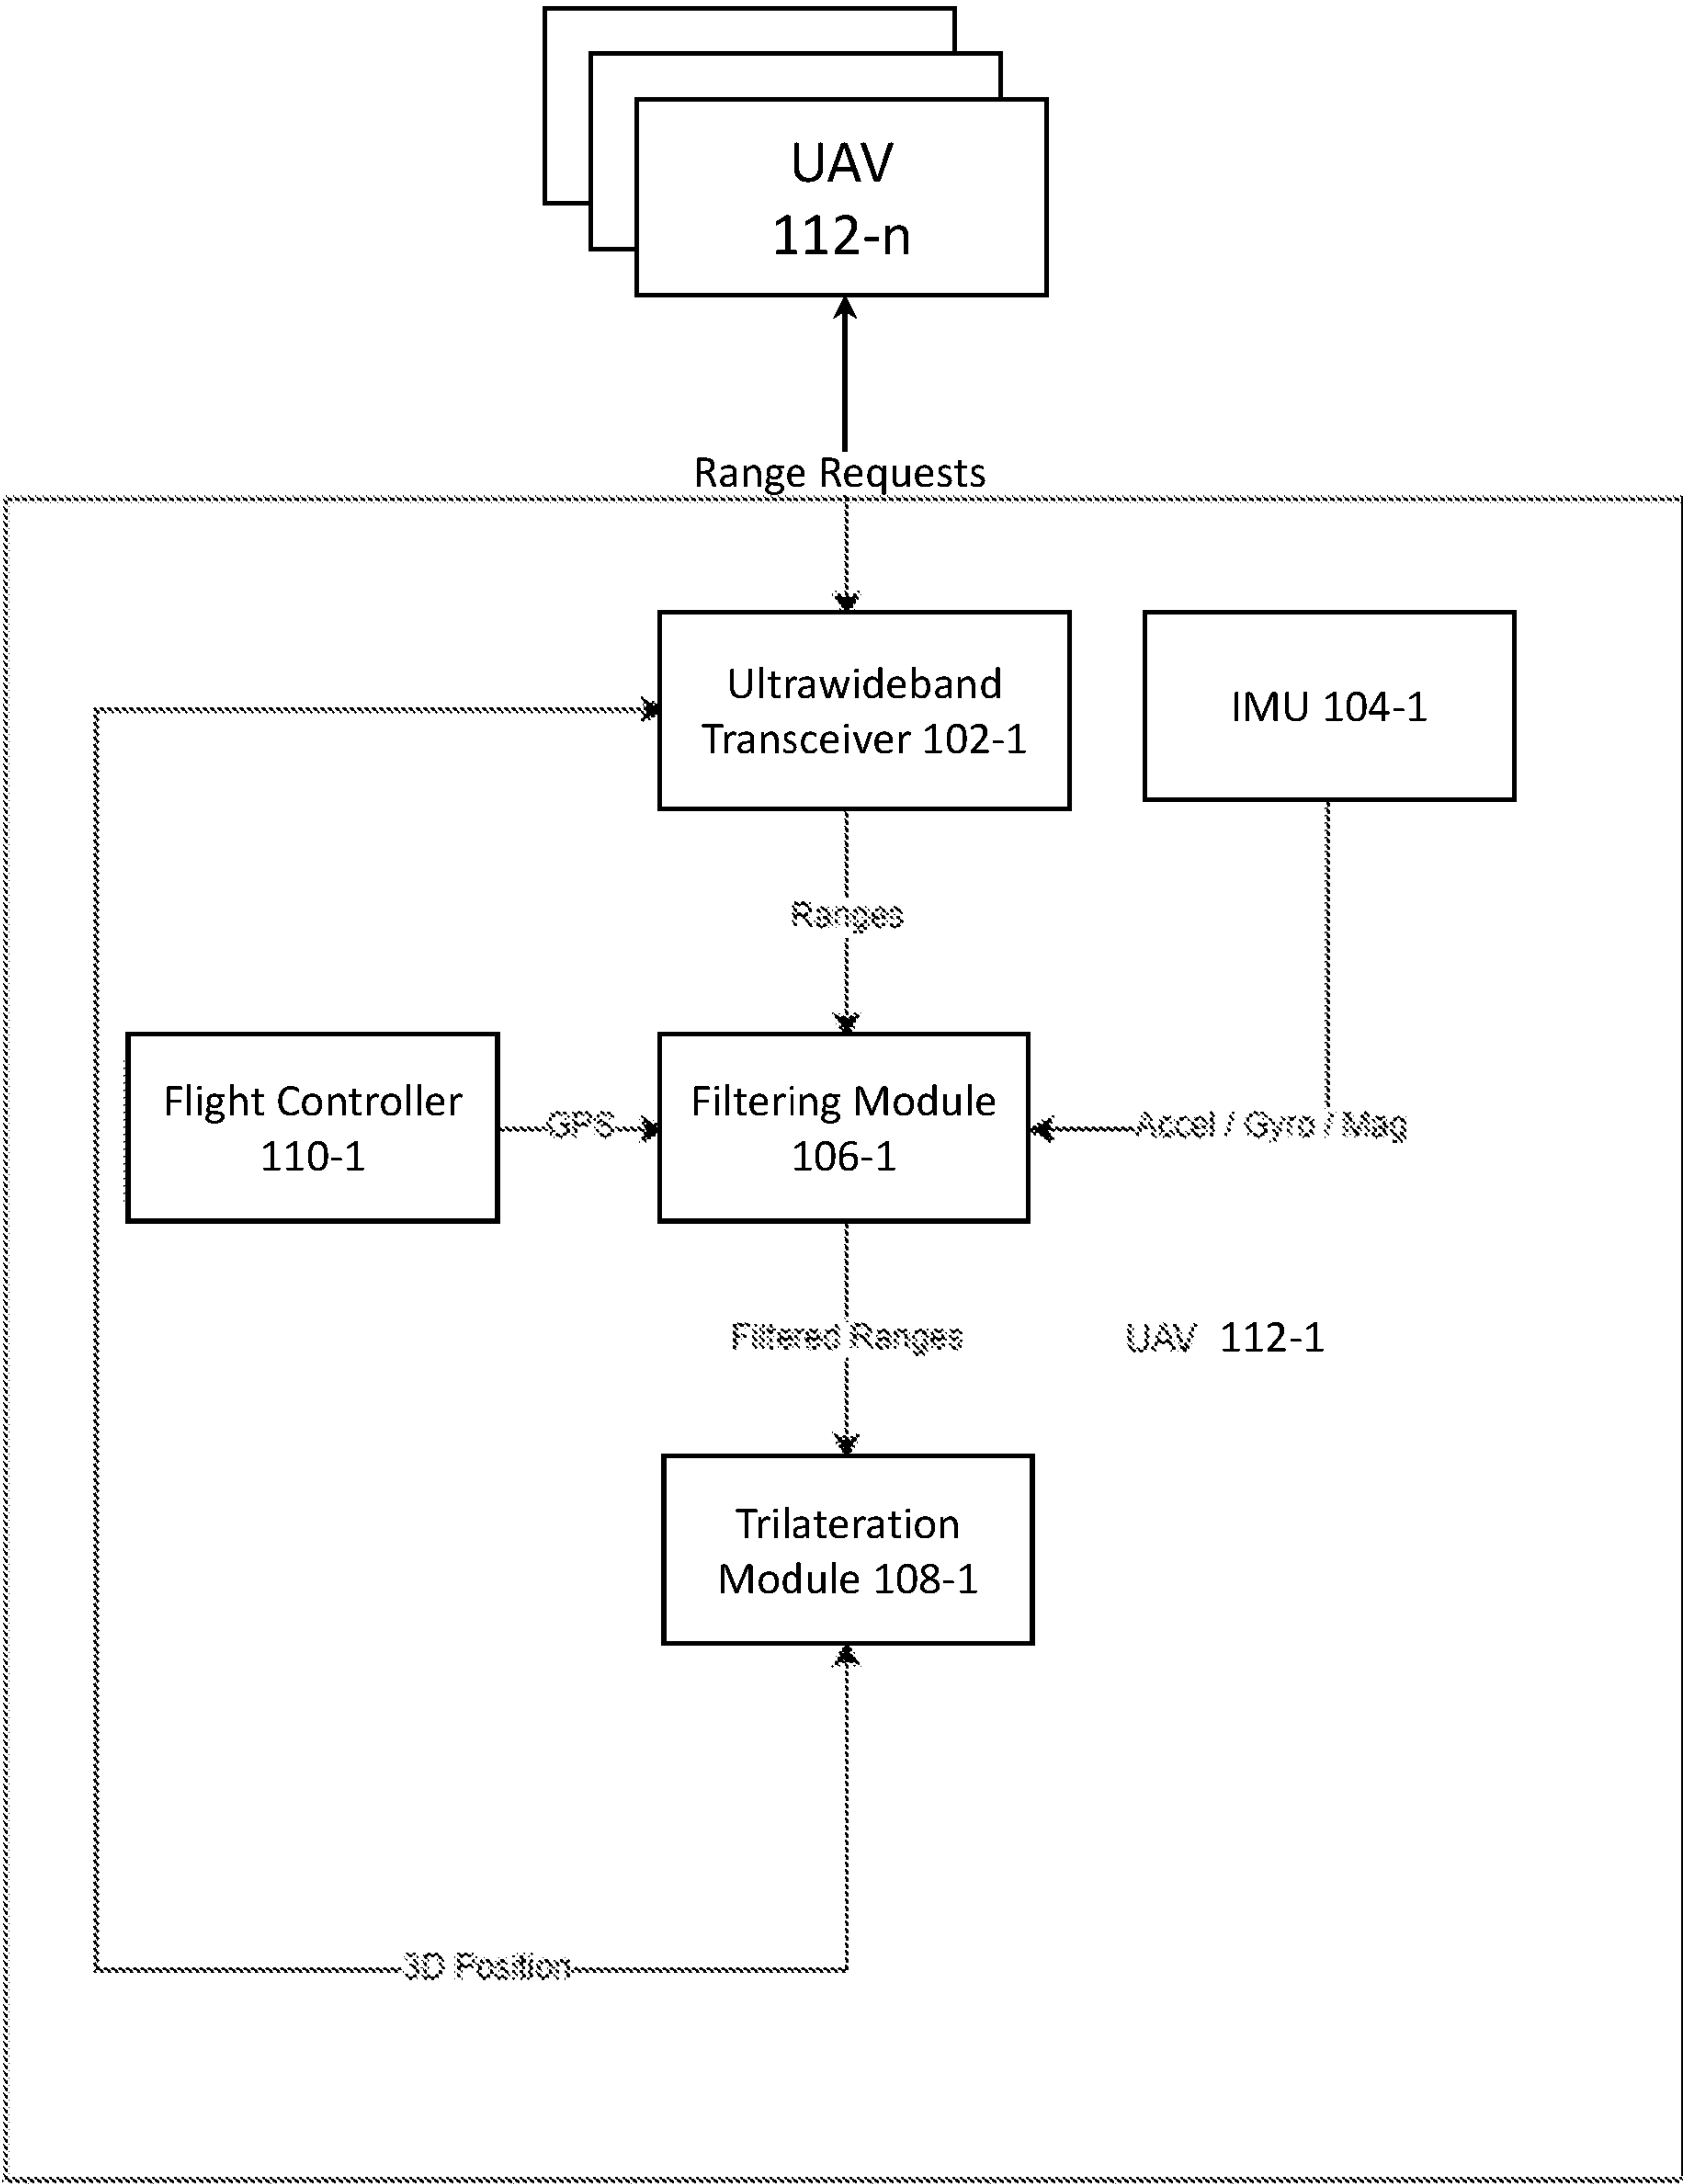 UAV
112-n
Range Requests
Ultrawideband
Transceiver 102-1
IMU 104-1
Ranges
Flight Controller
110-1
GPS
Filtering Module
106-1
Accel / Gyro / Mag
Filtered Ranges
UAV 112-1
Trilateration
Module 108-1
3D Position